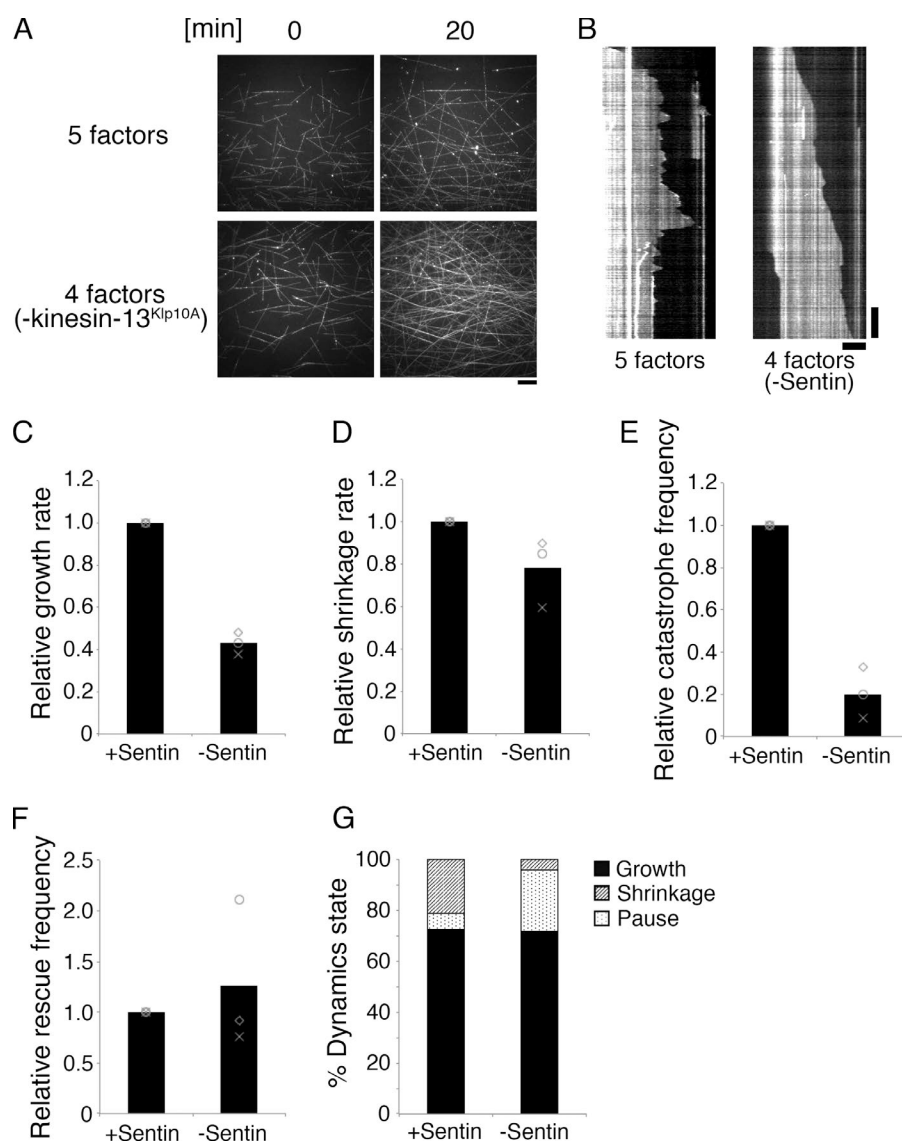 A
[min] 0 20
5 factors
4 factors
(-kinesin-13Klp10A)
B
5 factors
4 factors
(-Sentin)
C
Relative growth rate
1.2
1.0
0.8
0.6
0.4
0.2
0
+Sentin -Sentin
D
Relative shrinkage rate
1.2
1.0
0.8
0.6
0.4
0.2
0
+Sentin -Sentin
E
Relative catastrophe frequency
1.2
1.0
0.8
0.6
0.4
0.2
0
+Sentin -Sentin
F
Relative rescue frequency
2.5
2.0
1.5
1.0
0.5
0
+Sentin -Sentin
G
% Dynamics state
100
80
60
40
20
0
+Sentin -Sentin
Growth
Shrinkage
Pause